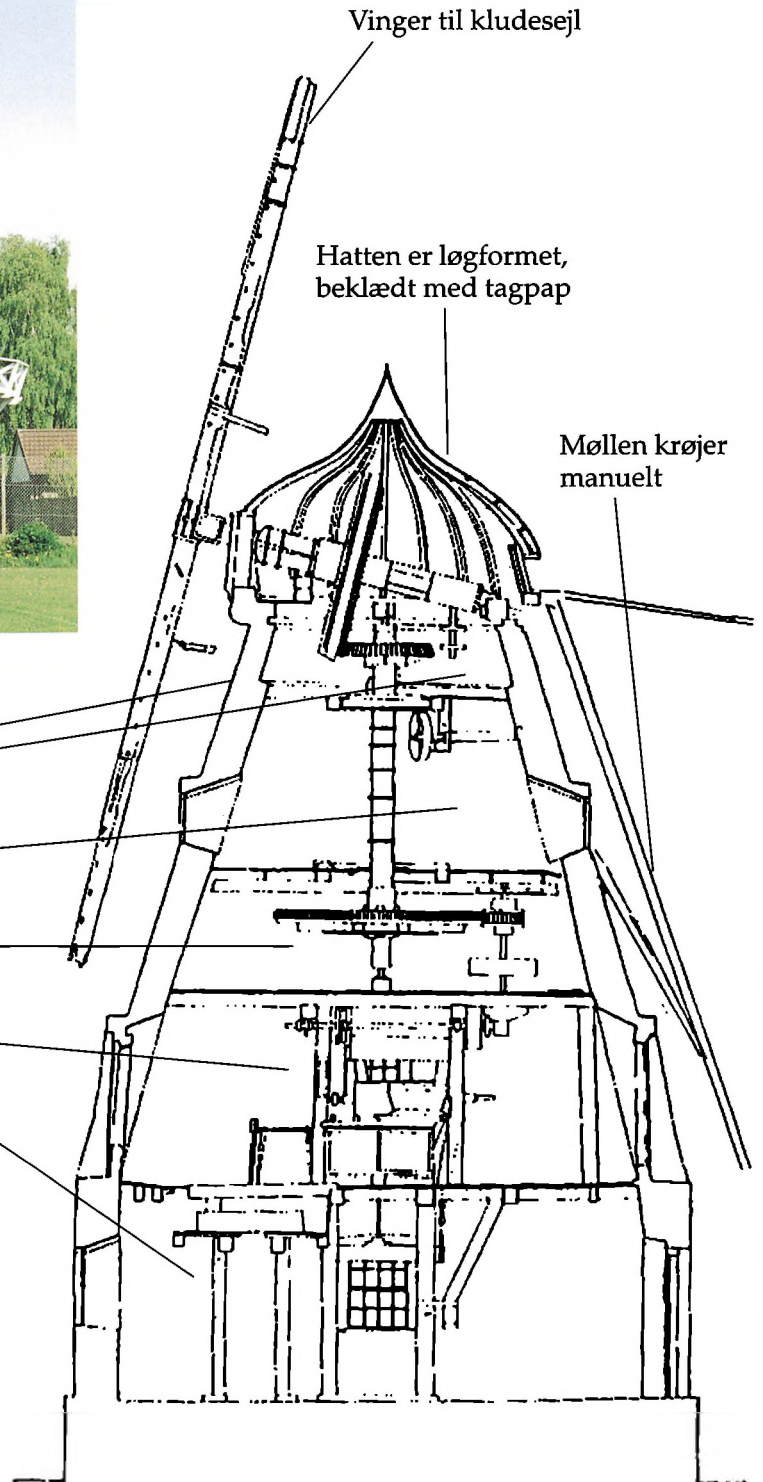 Vinger til kludesejl
Hatten er løgformet,
beklædt med tagpap
Møllen krøjer
manuelt